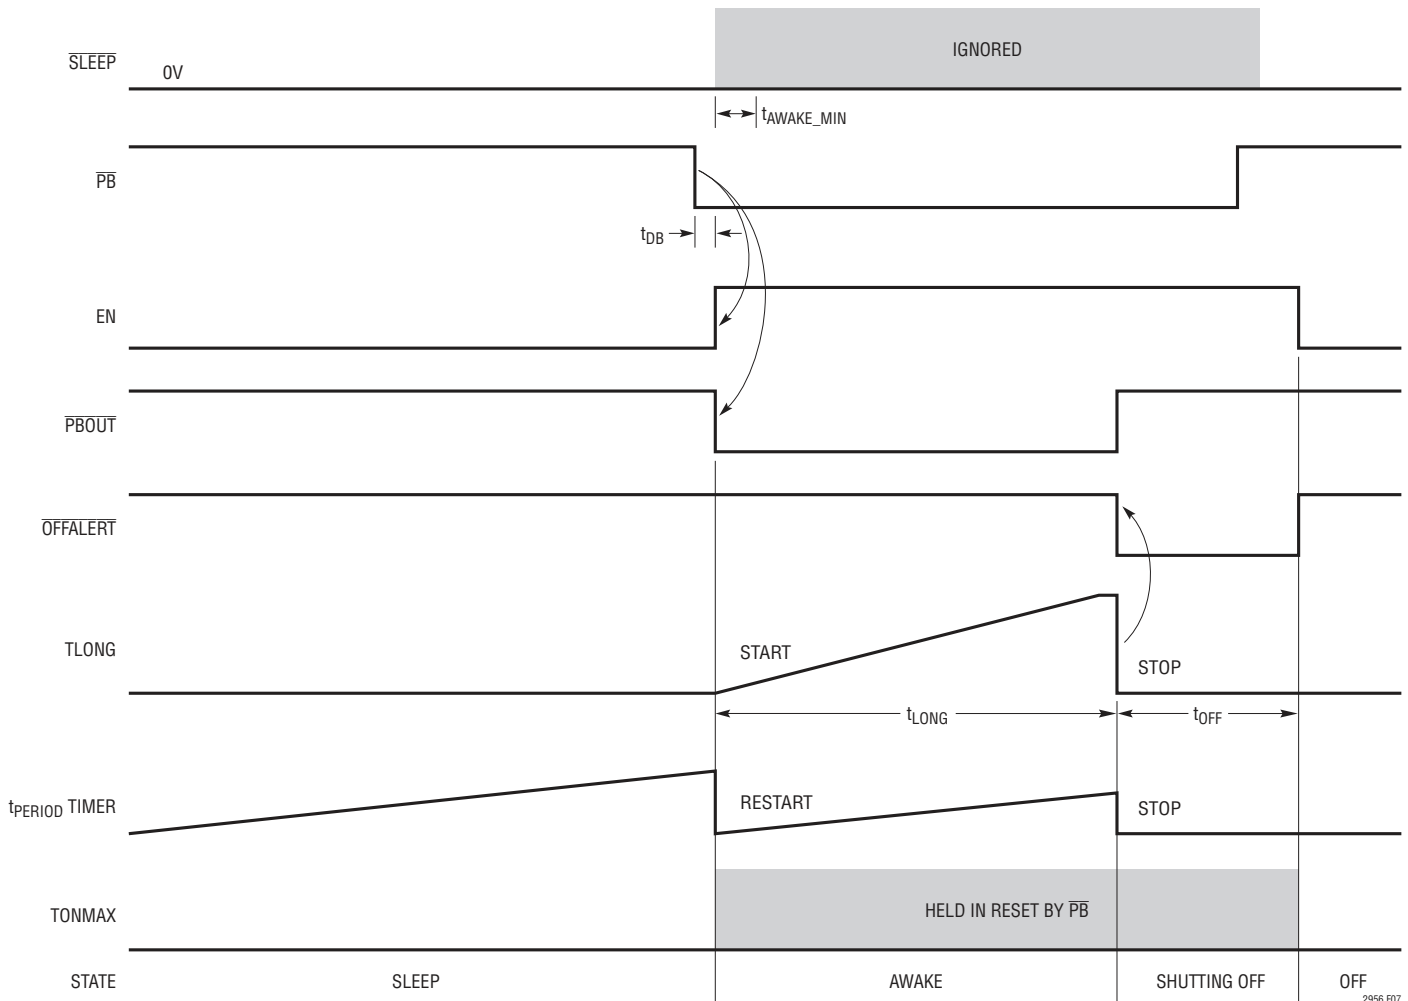 SLEEP
0V
IGNORED
tAWAKE_MIN
PB
tDB
EN
PBOUT
OFFALERT
TLONG
START
STOP
tLONG
tOFF
tPERIOD TIMER
RESTART
STOP
TONMAX
HELD IN RESET BY PB
STATE
SLEEP
AWAKE
SHUTTING OFF
OFF
2956 F07